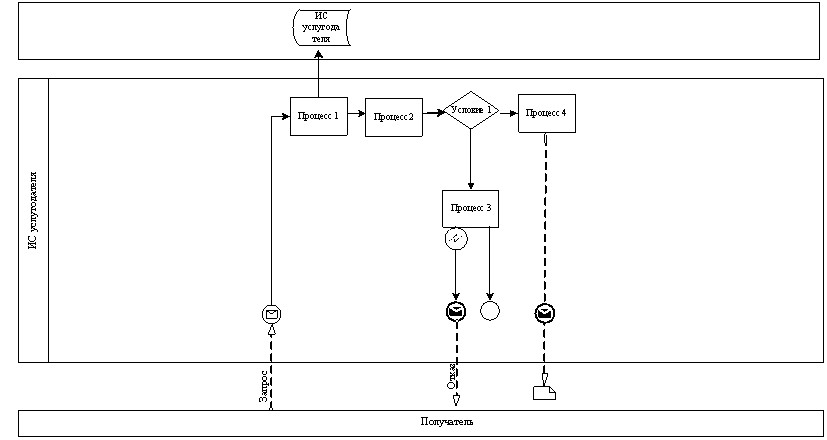 ИС
услугода
теля
Процесс 1
Процесс 2
Условие 1
Процесс 4
Процесс 3
ИС услугодателя
Запрос
Отказ
Получатель